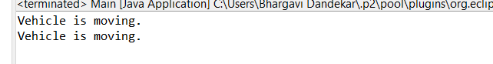 <terminated> Main [Java Application] C:\Users\Bhargavi Dandekar\.p2\pool\plugins\org.eclip
Vehicle is moving.
Vehicle is moving.